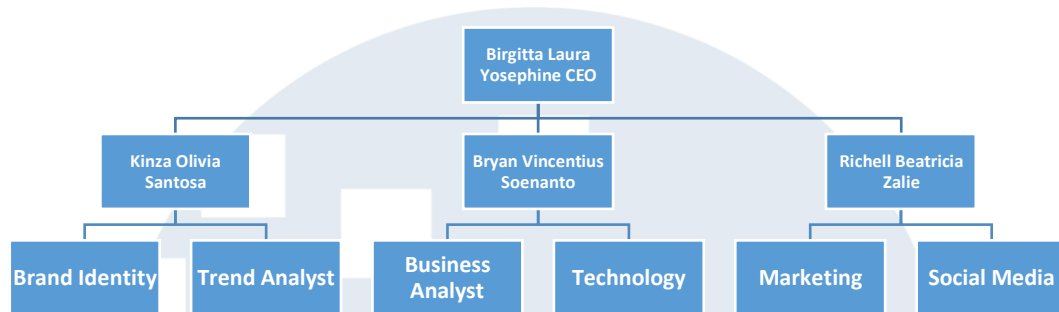 Birgitta Laura
Yosephine CEO
Kinza Olivia
Santosa
Bryan Vincentius
Soenanto
Richell Beatricia
Zalie
Brand Identity
Trend Analyst
Business
Analyst
Technology
Marketing
Social Media